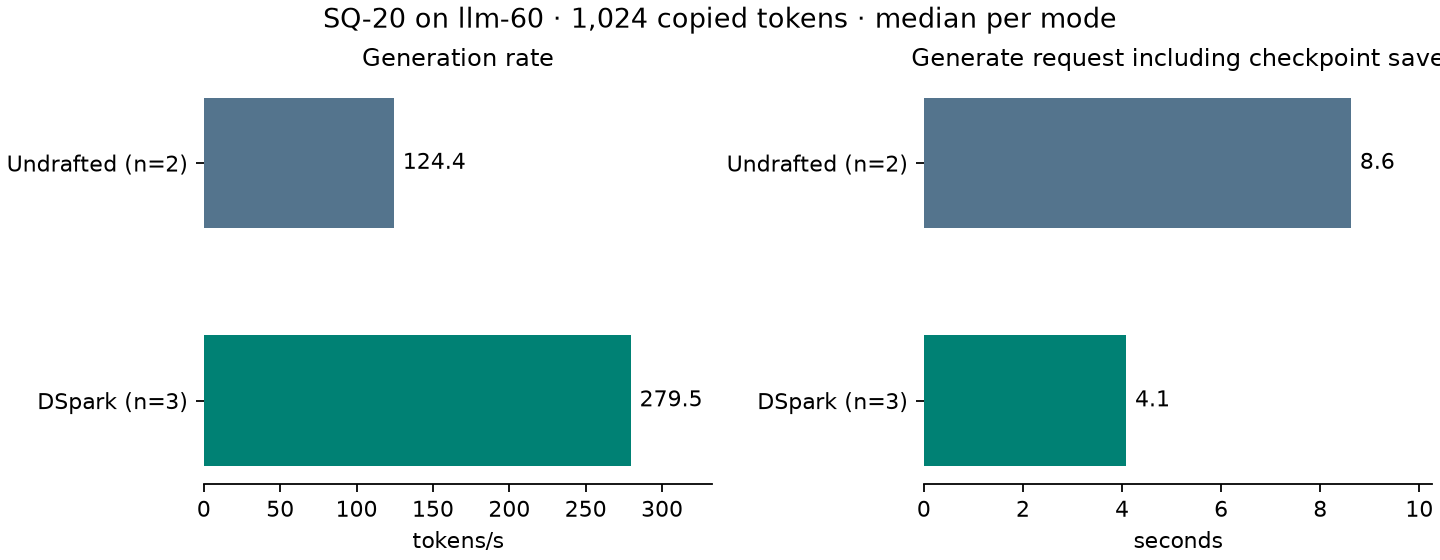 SQ-20 on llm-60 · 1,024 copied tokens · median per mode
Generation rate
Undrafted (n=2)
124.4
DSpark (n=3)
279.5
0 50 100 150 200 250 300
tokens/s
Generate request including checkpoint save
Undrafted (n=2)
8.6
DSpark (n=3)
4.1
0 2 4 6 8 10
seconds